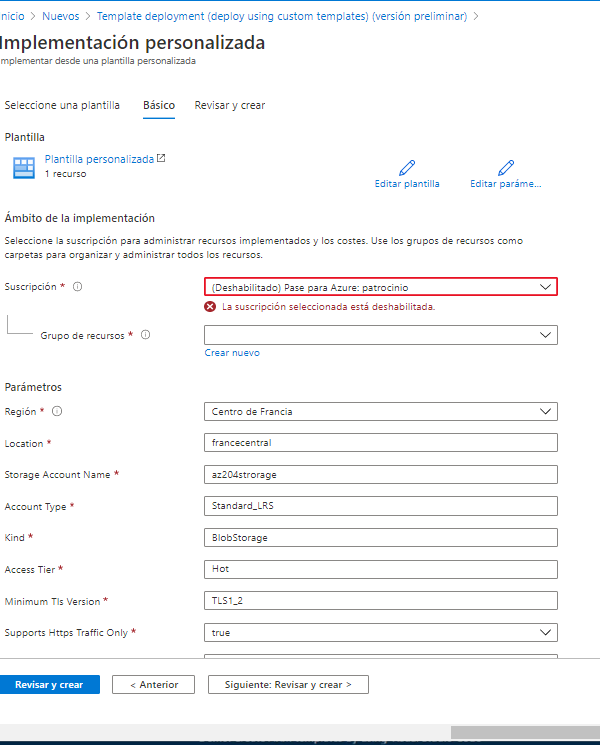 nicio > Nuevos > Template deployment (deploy using custom templates) (versión preliminar) >
Implementación personalizada
Implementar desde una plantilla personalizada
Seleccione una plantilla Básico Revisar y crear
Plantilla
Plantilla personalizada
1 recurso
Editar plantilla Editar paráme...
Ámbito de la implementación
Seleccione la suscripción para administrar recursos implementados y los costes. Use los grupos de recursos como
carpetas para organizar y administrar todos los recursos.
Suscripción * (Deshabilitado) Pase para Azure: patrocinio
La suscripción seleccionada está deshabilitada.
Grupo de recursos *
Crear nuevo
Parámetros
Región * Centro de Francia
Location * francecentral
Storage Account Name * az204strorage
Account Type * Standard_LRS
Kind * BlobStorage
Access Tier * Hot
Minimum Tls Version * TLS1_2
Supports Https Traffic Only * true
Revisar y crear < Anterior Siguiente: Revisar y crear >